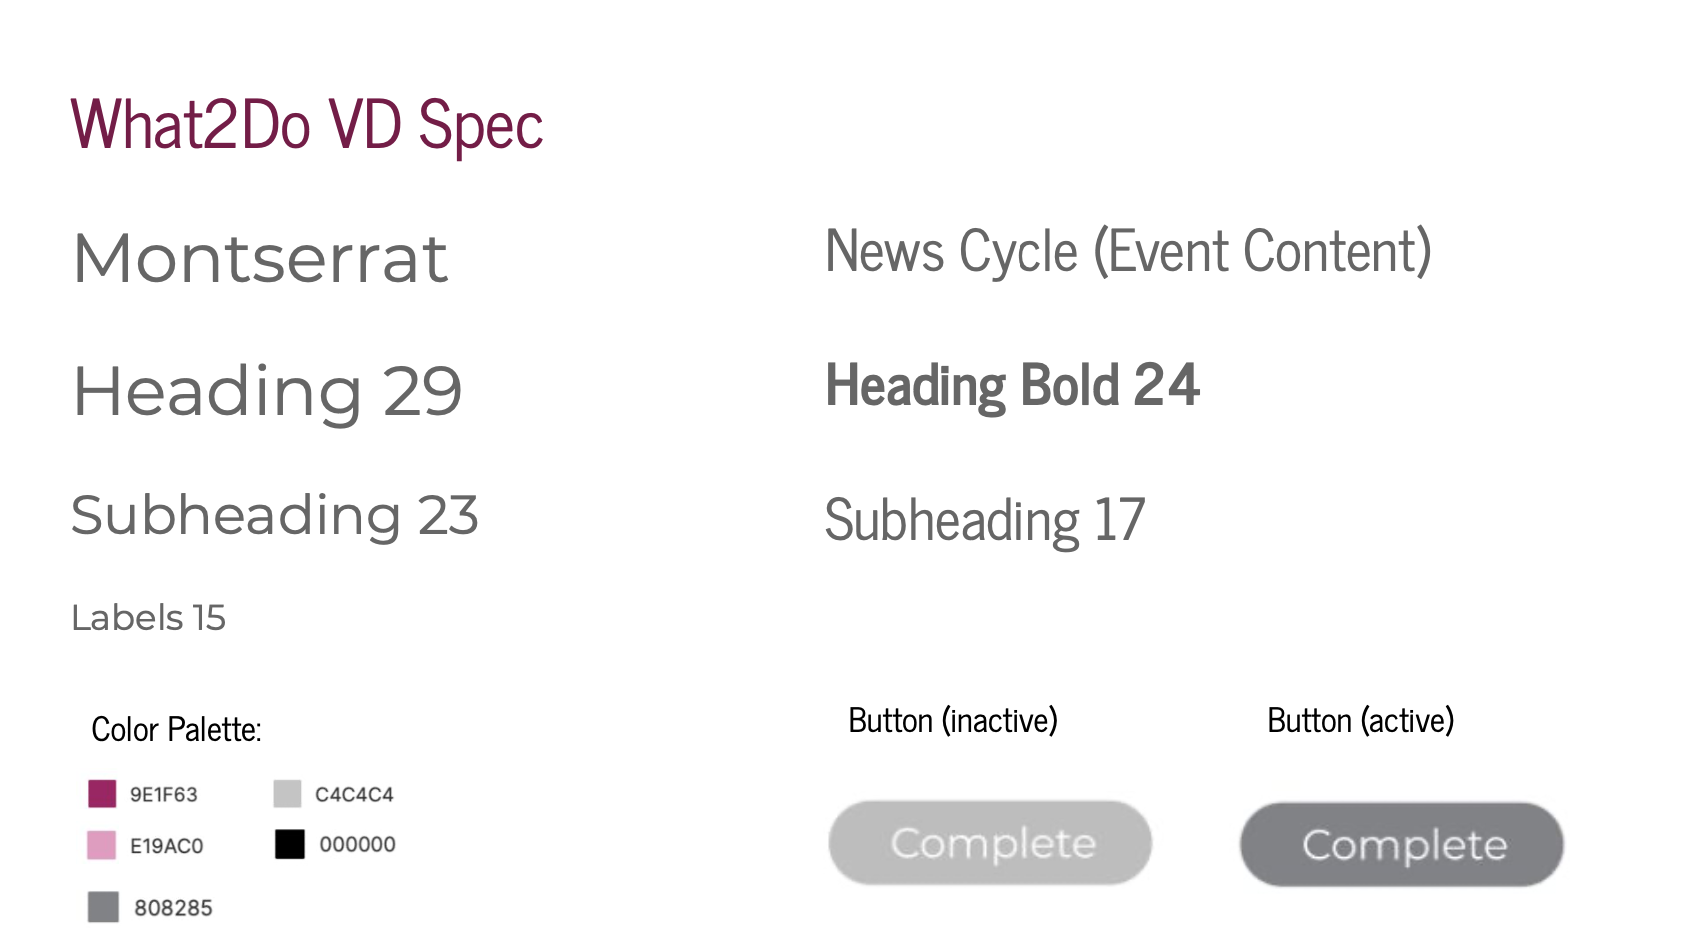 What2Do VD Spec
Montserrat
Heading 29
Subheading 23
Labels 15
News Cycle (Event Content)
Heading Bold 24
Subheading 17
Color Palette:
9E1F63
C4C4C4
E19AC0
000000
808285
Button (inactive)
Button (active)
Complete
Complete